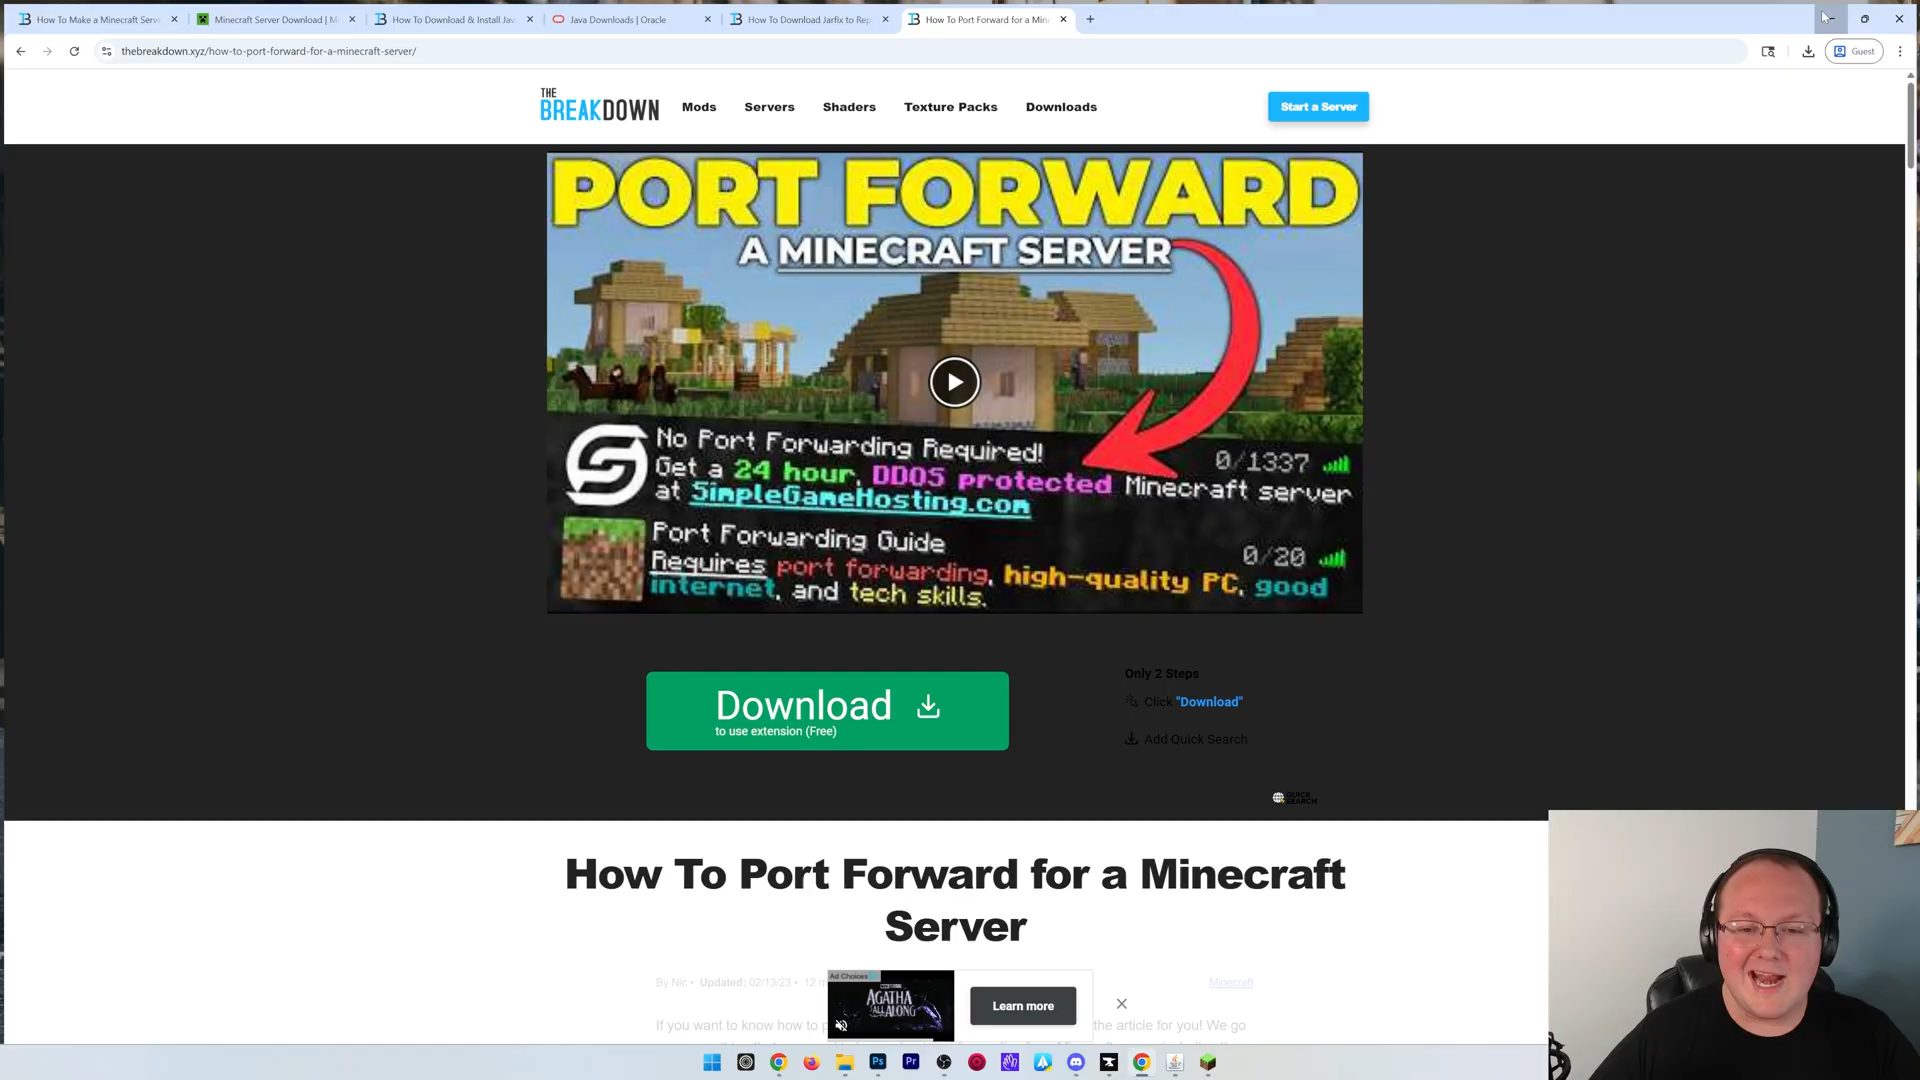 How To Make a Minecraft Serve
Minecraft Server Download | M
How To Download & Install Jav
Java Downloads | Oracle
How To Download Jarfix to Rep
How To Port Forward for a Min
thebreakdown.xyz/how-to-port-forward-for-a-minecraft-server/
Guest
THE BREAKDOWN
Mods
Servers
Shaders
Texture Packs
Downloads
Start a Server
PORT FORWARD
A MINECRAFT SERVER
No Port Forwarding Required!
0/1337
Get a 24 hour, DDOS protected Minecraft server
at SimpleGameHosting.com
Port Forwarding Guide
0/20
Requires port forwarding, high-quality PC, good
internet, and tech skills.
Download
to use extension (Free)
Only 2 Steps
Click "Download"
Add Quick Search
QUICK SEARCH
How To Port Forward for a Minecraft
Server
By Nic • Updated: 02/13/23 • 12 m
Minecraft
Ad Choices
AGATHA
ALL ALONG
Learn more
If you want to know how to p
the article for you! We go